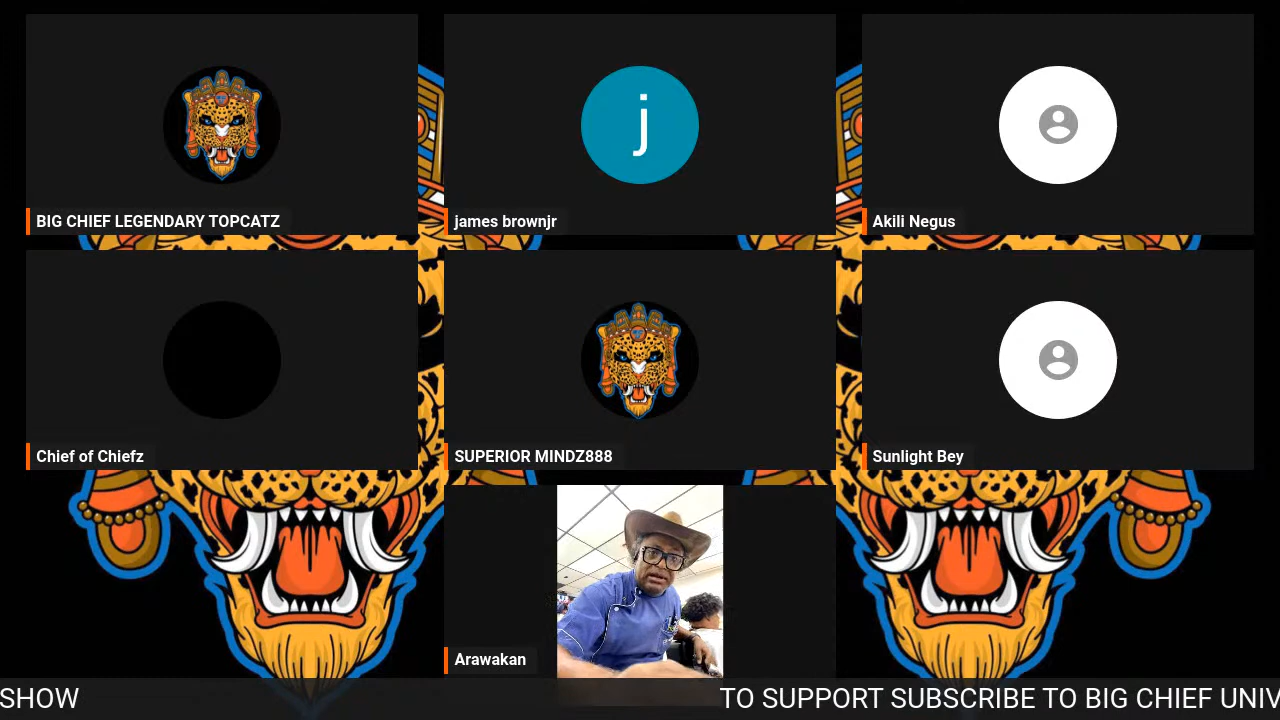 j
BIG CHIEF LEGENDARY TOPCATZ
james brownjr
Akili Negus
Chief of Chiefz
SUPERIOR MINDZ888
Sunlight Bey
Arawakan
SHOW
TO SUPPORT SUBSCRIBE TO BIG CHIEF UNIV